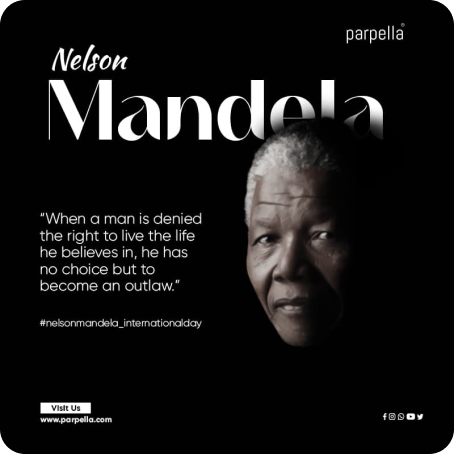 parpella®
Nelson
Mandela
“When a man is denied
the right to live the life
he believes in, he has
no choice but to
become an outlaw.”
#nelsonmandela_internationalday
Visit Us
www.parpella.com